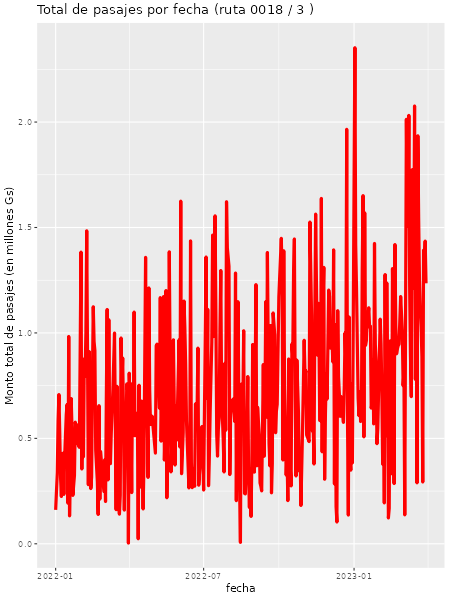 Total de pasajes por fecha (ruta 0018 / 3 )
Monto total de pasajes (en millones Gs)
2.0
1.5
1.0
0.5
0.0
2022-01
2022-07
2023-01
fecha